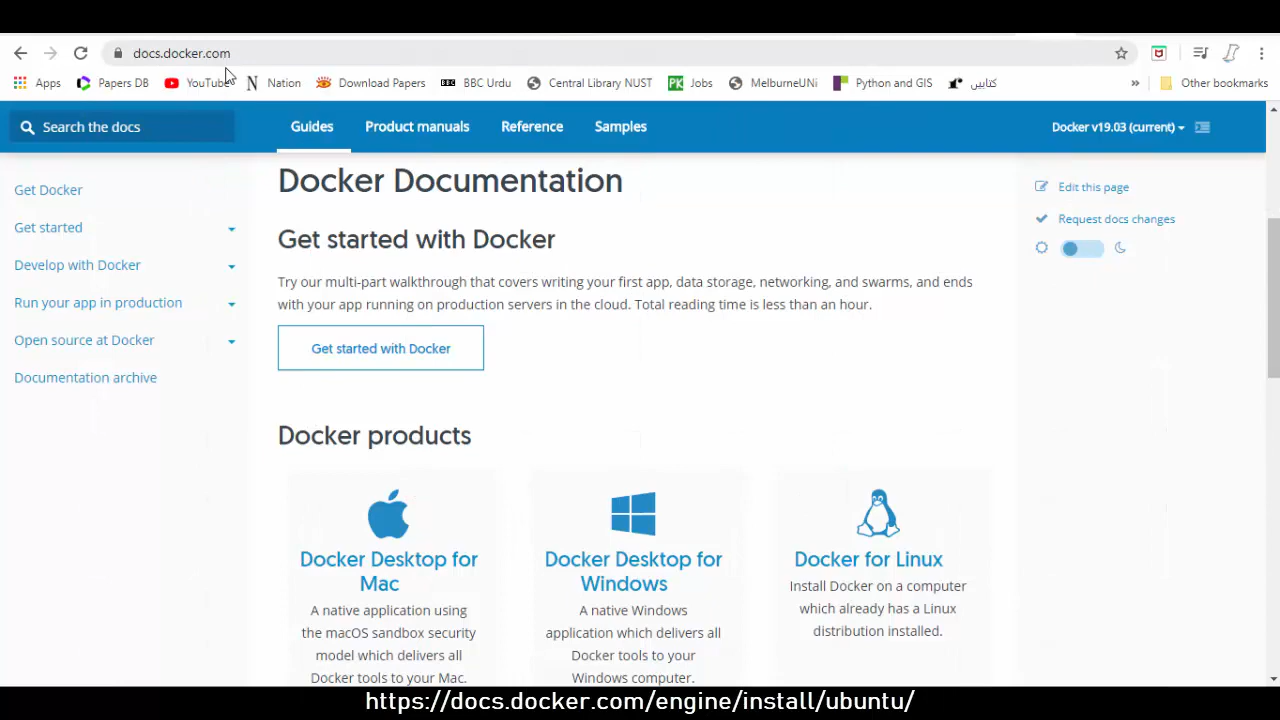 docs.docker.com
Apps Papers DB YouTube Nation Download Papers BBC Urdu Central Library NUST Jobs MelburneUNi Python and GIS کتابیں » Other bookmarks
Search the docs Guides Product manuals Reference Samples Docker v19.03 (current)
Get Docker
Get started
Develop with Docker
Run your app in production
Open source at Docker
Documentation archive
Docker Documentation
Get started with Docker
Try our multi-part walkthrough that covers writing your first app, data storage, networking, and swarms, and ends
with your app running on production servers in the cloud. Total reading time is less than an hour.
Get started with Docker
Docker products
Docker Desktop for
Mac
A native application using
the macOS sandbox security
model which delivers all
Docker tools to your Mac.
Docker Desktop for
Windows
A native Windows
application which delivers all
Docker tools to your
Windows computer.
Docker for Linux
Install Docker on a computer
which already has a Linux
distribution installed.
Edit this page
Request docs changes
https://docs.docker.com/engine/install/ubuntu/